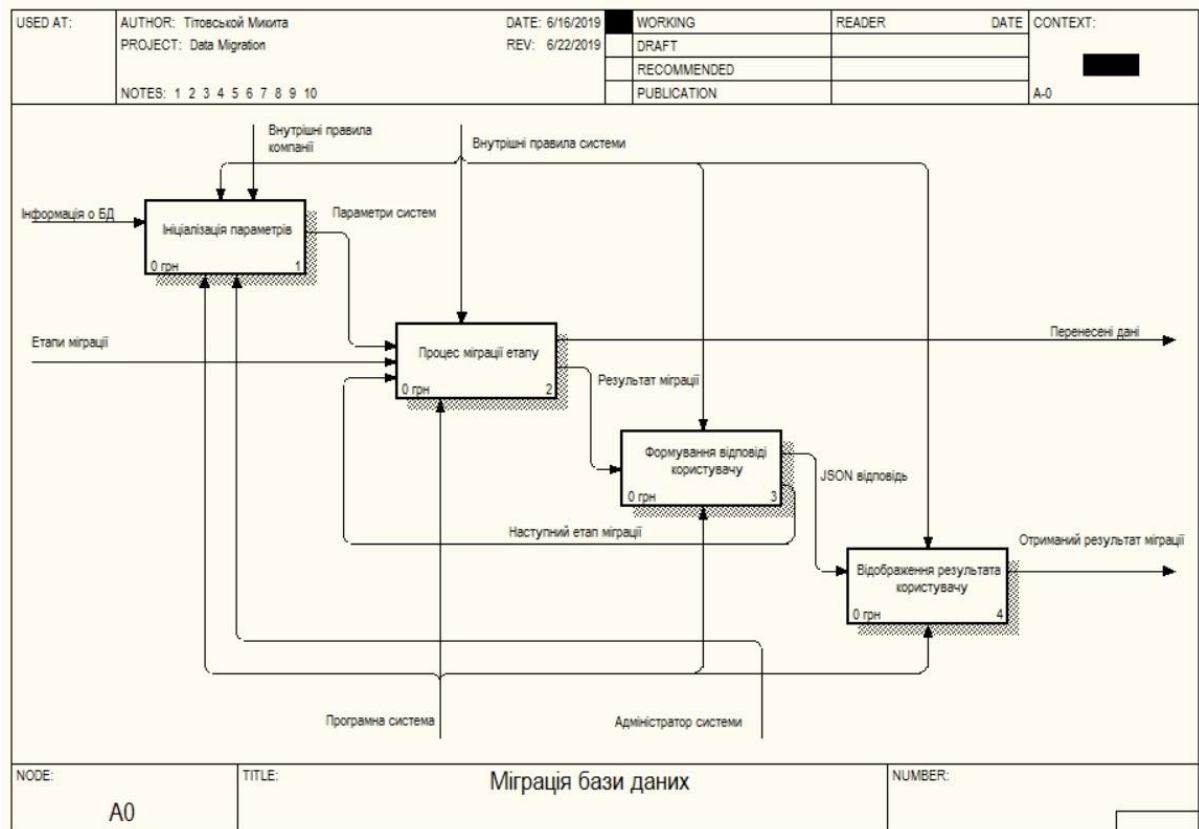 USED AT:
AUTHOR: Тітовськой Микита
DATE: 6/16/2019
WORKING
READER
DATE
CONTEXT:
PROJECT: Data Migration
REV: 6/22/2019
DRAFT
RECOMMENDED
NOTES: 1 2 3 4 5 6 7 8 9 10
PUBLICATION
A-0
Внутрішні правила
компанії
Внутрішні правила системи
Інформація о БД
Параметри систем
Ініціалізація параметрів
0 грн
1
Етапи міграції
Процес міграції етапу
0 грн
2
Перенесені дані
Результат міграції
Формування відповіді
користувачу
0 грн
3
JSON відповідь
Наступний етап міграції
Отриманий результат міграції
Відображення результата
користувачу
0 грн
4
Програмна система
Адміністратор системи
NODE:
TITLE:
Міграція бази даних
NUMBER:
A0